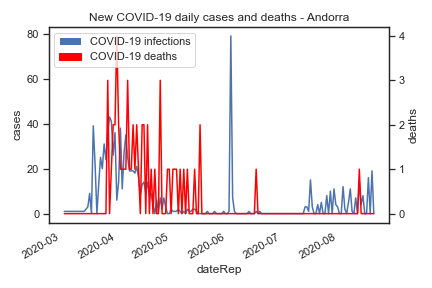 New COVID-19 daily cases and deaths - Andorra
COVID-19 infections
COVID-19 deaths
80
60
40
20
0
cases
4
3
2
1
0
deaths
2020-03
2020-04
2020-05
2020-06
2020-07
2020-08
dateRep